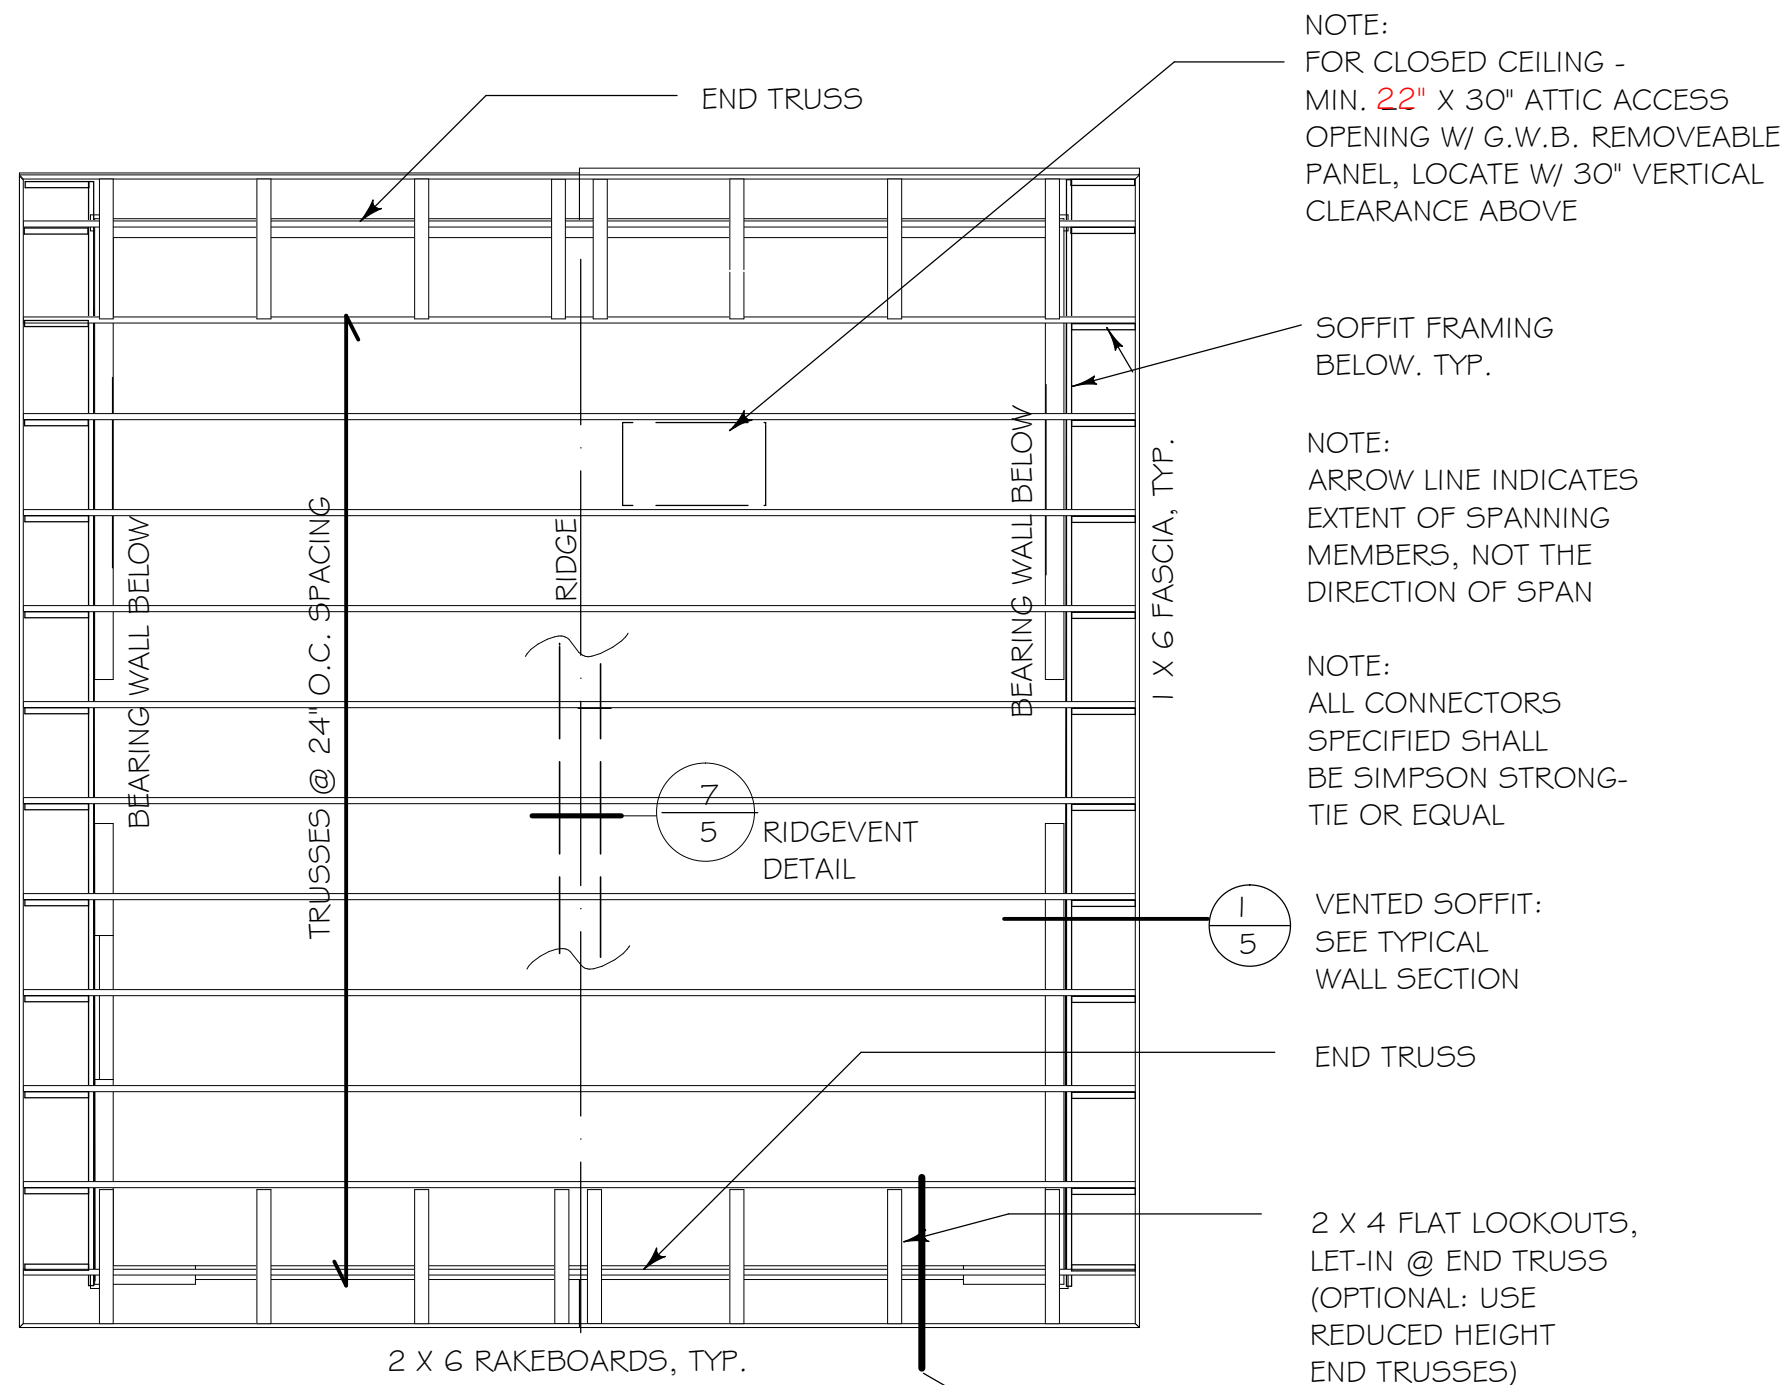 NOTE:
FOR CLOSED CEILING -
MIN. 22" X 30" ATTIC ACCESS
OPENING W/ G.W.B. REMOVEABLE
PANEL, LOCATE W/ 30" VERTICAL
CLEARANCE ABOVE
END TRUSS
SOFFIT FRAMING
BELOW. TYP.
NOTE:
ARROW LINE INDICATES
EXTENT OF SPANNING
MEMBERS, NOT THE
DIRECTION OF SPAN
NOTE:
ALL CONNECTORS
SPECIFIED SHALL
BE SIMPSON STRONG-
TIE OR EQUAL
BEARING WALL BELOW
TRUSSES @ 24" O.C. SPACING
RIDGE
BEARING WALL BELOW
1 X 6 FASCIA, TYP.
7
5
RIDGEVENT
DETAIL
1
5
VENTED SOFFIT:
SEE TYPICAL
WALL SECTION
END TRUSS
2 X 4 FLAT LOOKOUTS,
LET-IN @ END TRUSS
(OPTIONAL: USE
REDUCED HEIGHT
END TRUSSES)
2 X 6 RAKEBOARDS, TYP.